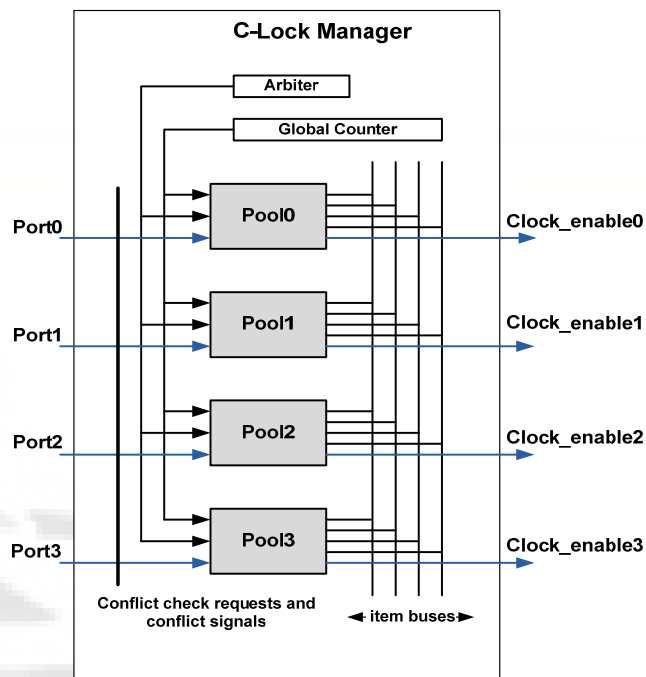 C-Lock Manager
Arbiter
Global Counter
Port0
Pool0
Clock_enable0
Port1
Pool1
Clock_enable1
Port2
Pool2
Clock_enable2
Port3
Pool3
Clock_enable3
Conflict check requests and
conflict signals
item buses